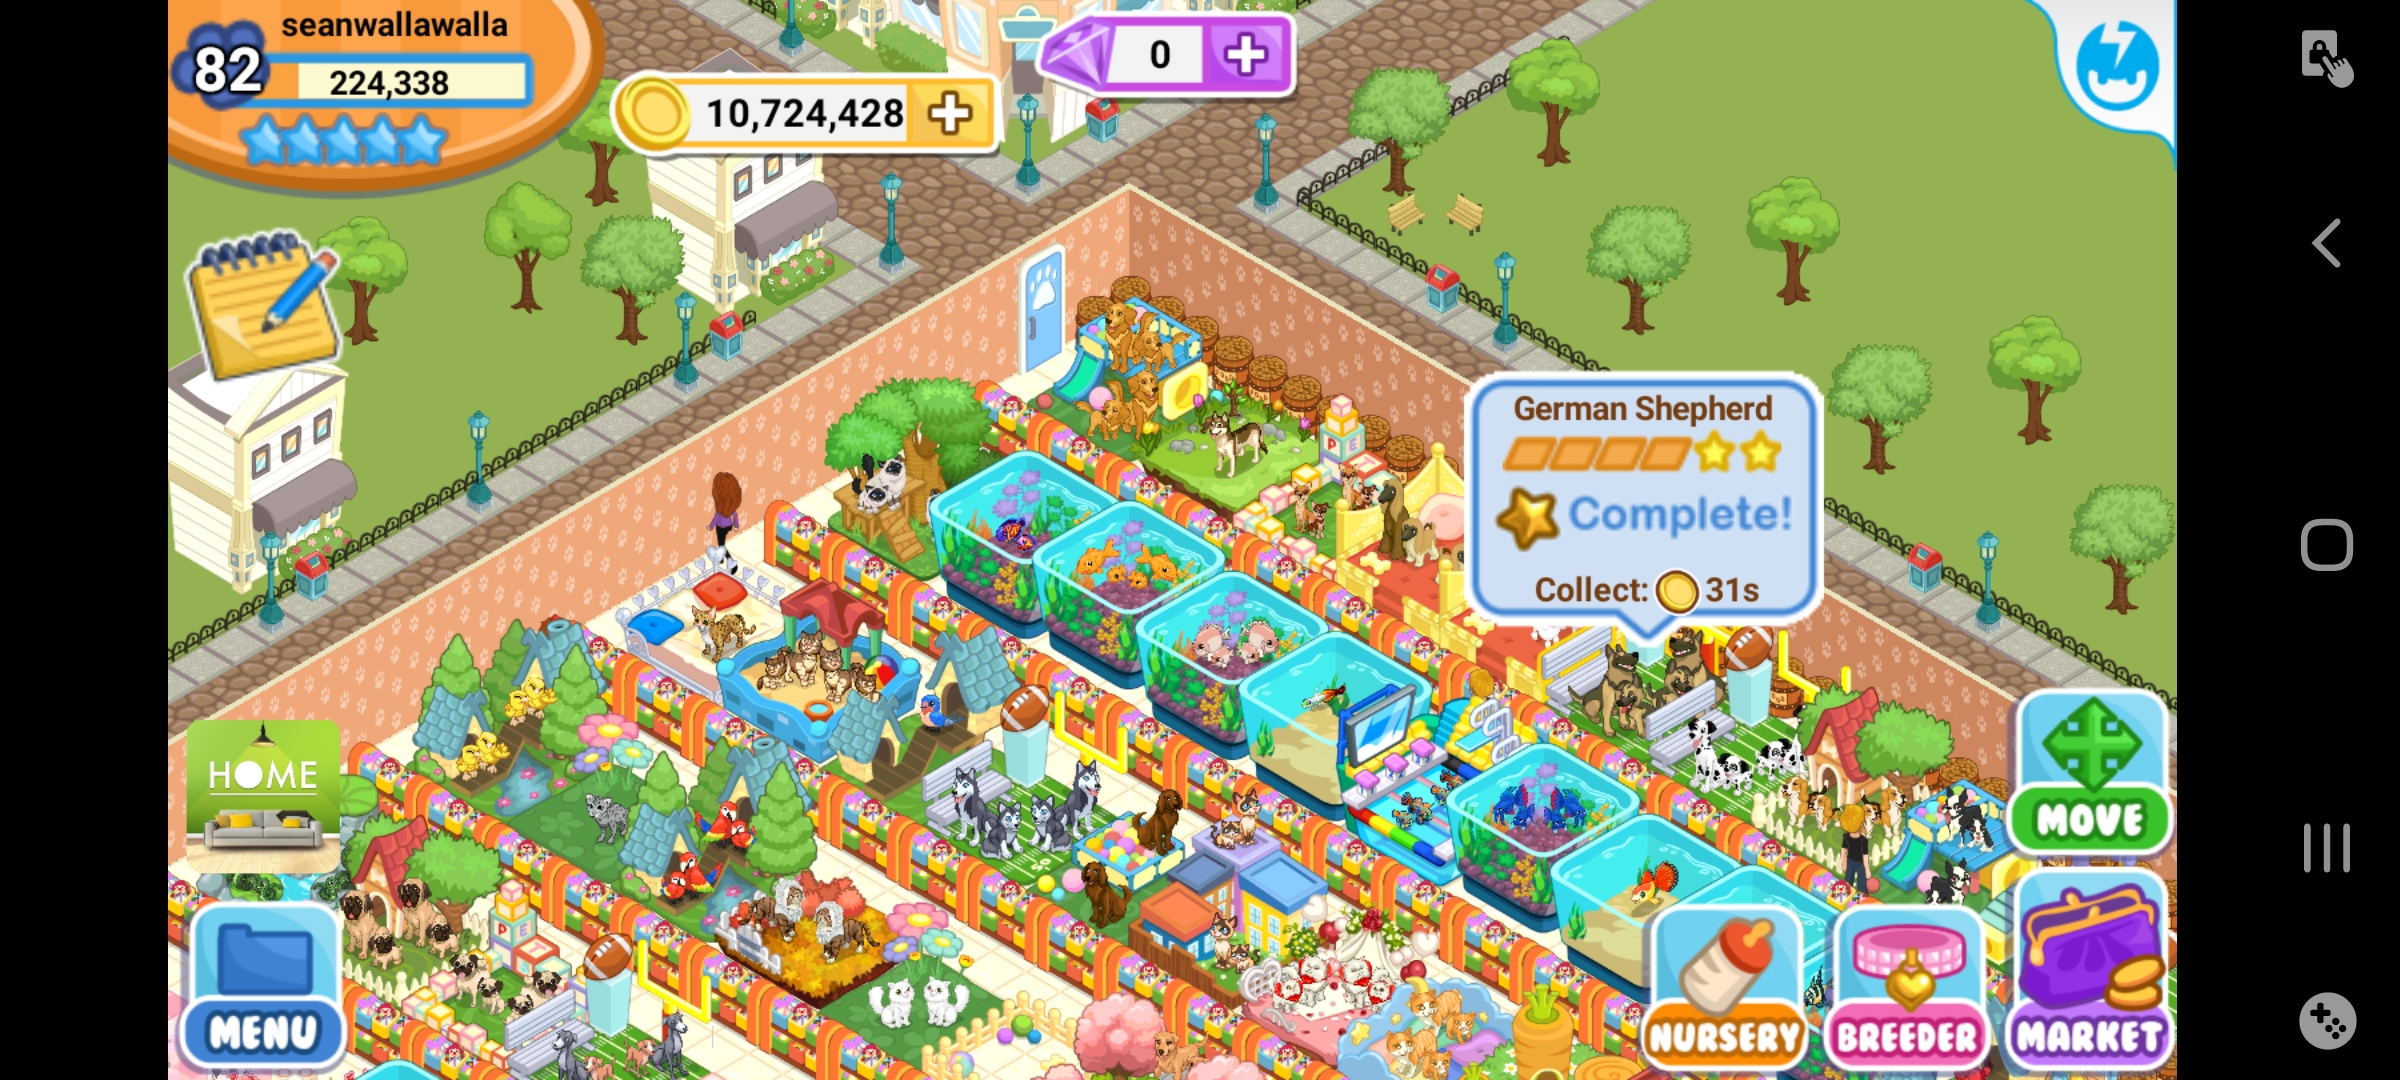 seanwallawalla
82
224,338
10,724,428
0
German Shepherd
Complete!
Collect: 31s
HOME
P E
P E T
50
MOVE
MENU
NURSERY
BREEDER
MARKET